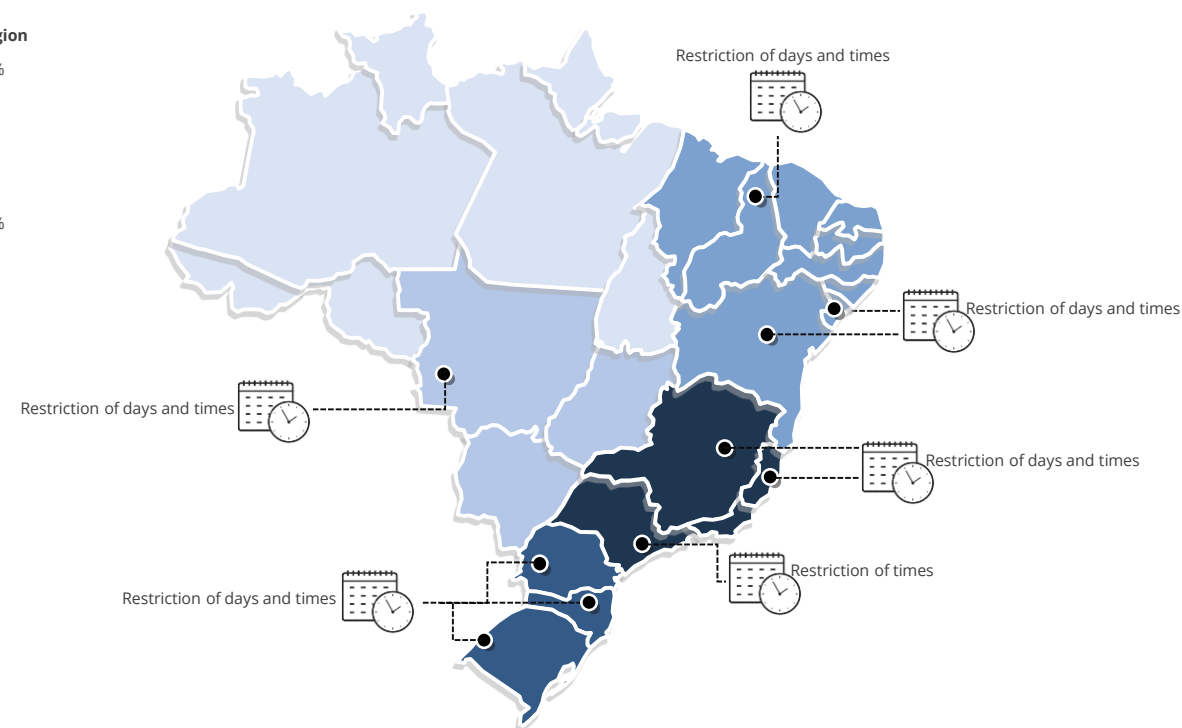 gion
Restriction of days and times
%
%
Restriction of days and times
Restriction of days and times
Restriction of days and times
Restriction of times
Restriction of days and times